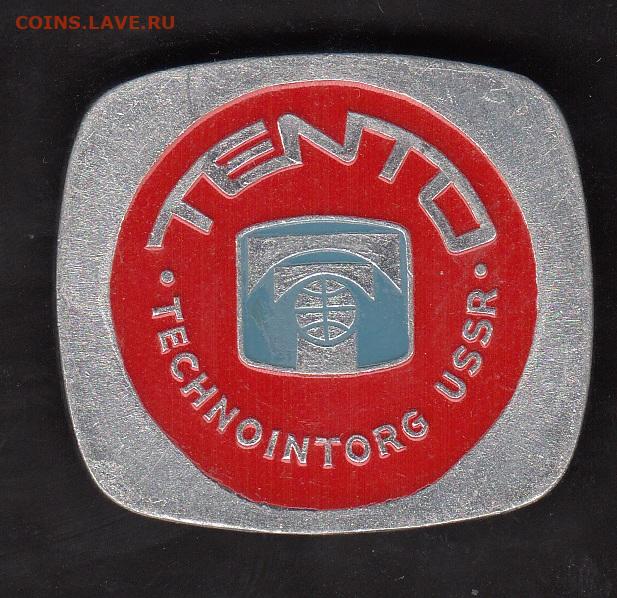 COINS.LAVE.RU
TENTO
• TECHNOINTORG USSR •